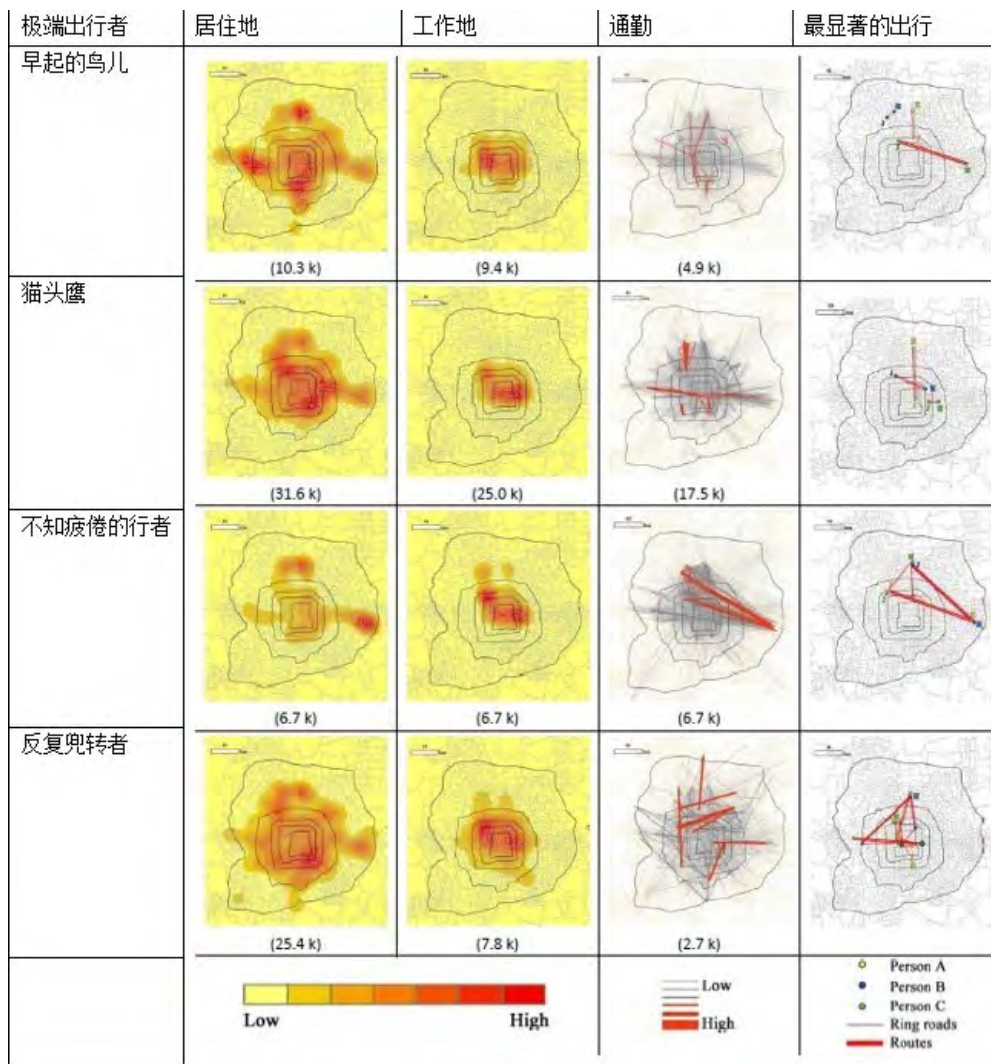 极端出行者 居住地 工作地 通勤 最显著的出行
早起的鸟儿
(10.3 k) (9.4 k) (4.9 k)
猫头鹰
(31.6 k) (25.0 k) (17.5 k)
不知疲倦的行者
(6.7 k) (6.7 k) (6.7 k)
反复兜转者
(25.4 k) (7.8 k) (2.7 k)
Low High
Low
High
Person A
Person B
Person C
Ring roads
Routes